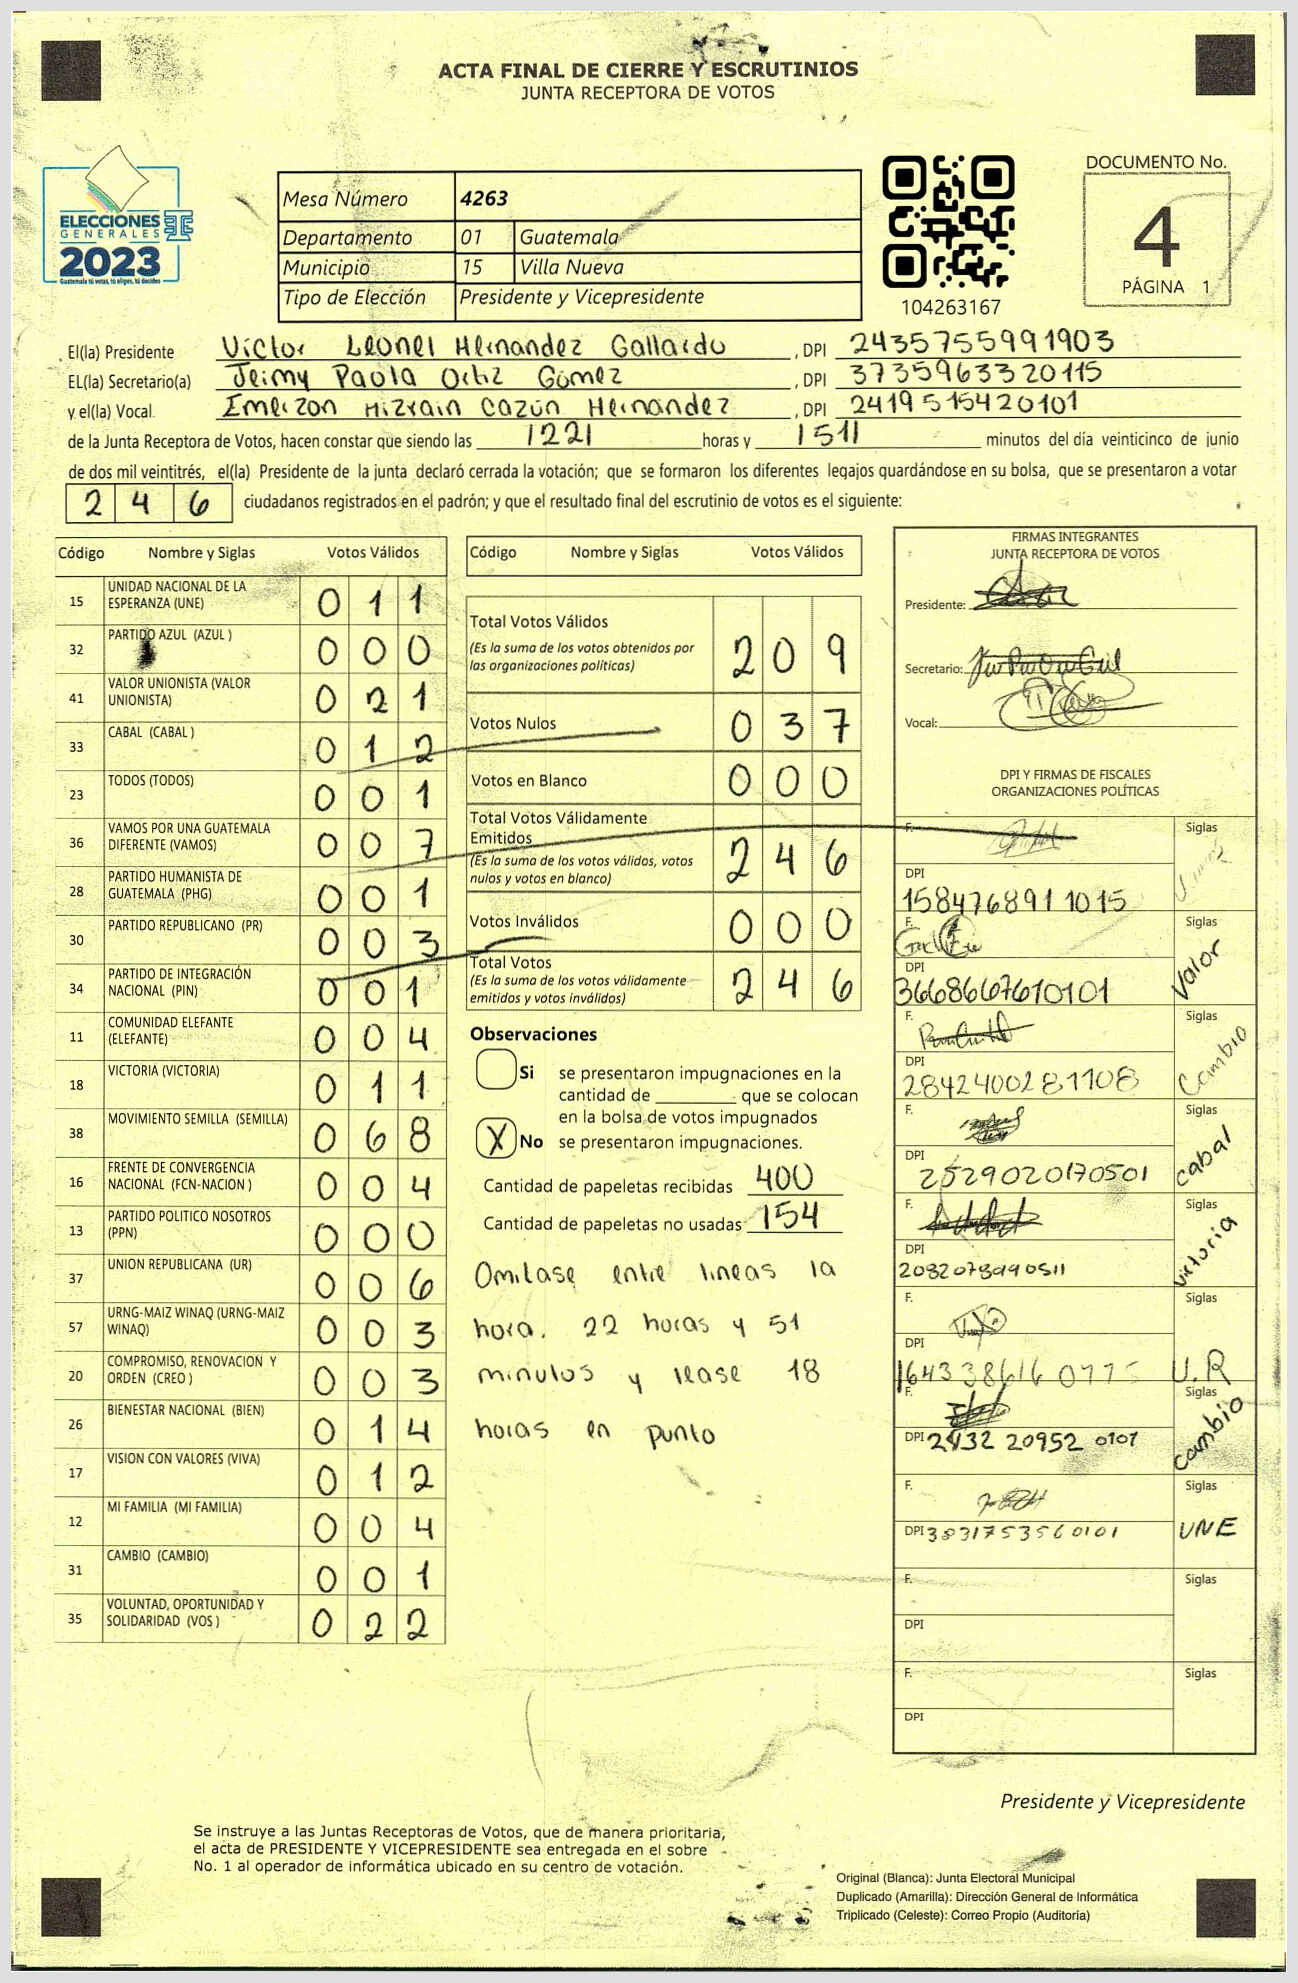 ACTA FINAL DE CIERRE Y ESCRUTINIOS
JUNTA RECEPTORA DE VOTOS
ELECCIONES
GENERALES
2023
Guatemala tú votas, tú eliges, tú decides
Mesa Número 4263
Departamento 01 Guatemala
Municipio 15 Villa Nueva
Tipo de Elección Presidente y Vicepresidente
104263167
DOCUMENTO No.
4
PÁGINA 1
El(la) Presidente Victor Leonel Hernandez Gallardo , DPI 2435755991903
EL(la) Secretario(a) Jeimy Paola Ortiz Gómez , DPI 3735963320115
y el(la) Vocal. Emerzon Mizrain Cazún Hernández , DPI 2419515420101
de la Junta Receptora de Votos, hacen constar que siendo las 1221 horas y 1511 minutos del día veinticinco de junio
de dos mil veintitrés, el(la) Presidente de la junta declaró cerrada la votación; que se formaron los diferentes legajos guardándose en su bolsa, que se presentaron a votar
2 4 6 ciudadanos registrados en el padrón; y que el resultado final del escrutinio de votos es el siguiente:
Código Nombre y Siglas Votos Válidos
15 UNIDAD NACIONAL DE LA ESPERANZA (UNE) 0 1 1
32 PARTIDO AZUL (AZUL ) 0 0 0
41 VALOR UNIONISTA (VALOR UNIONISTA) 0 2 1
33 CABAL (CABAL ) 0 1 2
23 TODOS (TODOS) 0 0 1
36 VAMOS POR UNA GUATEMALA DIFERENTE (VAMOS) 0 0 7
28 PARTIDO HUMANISTA DE GUATEMALA (PHG) 0 0 1
30 PARTIDO REPUBLICANO (PR) 0 0 3
34 PARTIDO DE INTEGRACIÓN NACIONAL (PIN) 0 0 1
11 COMUNIDAD ELEFANTE (ELEFANTE) 0 0 4
18 VICTORIA (VICTORIA) 0 1 1
38 MOVIMIENTO SEMILLA (SEMILLA) 0 6 8
16 FRENTE DE CONVERGENCIA NACIONAL (FCN-NACION ) 0 0 4
13 PARTIDO POLITICO NOSOTROS (PPN) 0 0 0
37 UNION REPUBLICANA (UR) 0 0 6
57 URNG-MAIZ WINAQ (URNG-MAIZ WINAQ) 0 0 3
20 COMPROMISO, RENOVACION Y ORDEN (CREO ) 0 0 3
26 BIENESTAR NACIONAL (BIEN) 0 1 4
17 VISION CON VALORES (VIVA) 0 1 2
12 MI FAMILIA (MI FAMILIA) 0 0 4
31 CAMBIO (CAMBIO) 0 0 1
35 VOLUNTAD, OPORTUNIDAD Y SOLIDARIDAD (VOS ) 0 2 2
Código Nombre y Siglas Votos Válidos
Total Votos Válidos 2 0 9
(Es la suma de los votos obtenidos por
las organizaciones políticas)
Votos Nulos 0 3 7
Votos en Blanco 0 0 0
Total Votos Válidamente
Emitidos 2 4 6
(Es la suma de los votos válidos, votos
nulos y votos en blanco)
Votos Inválidos 0 0 0
Total Votos 2 4 6
(Es la suma de los votos válidamente
emitidos y votos inválidos)
Observaciones
Si se presentaron impugnaciones en la
cantidad de ________ que se colocan
en la bolsa de votos impugnados
X No se presentaron impugnaciones.
Cantidad de papeletas recibidas 400
Cantidad de papeletas no usadas 154
Omitase entre lineas la
hora. 22 horas y 51
minutos y lease 18
horas en punto
FIRMAS INTEGRANTES
JUNTA RECEPTORA DE VOTOS
Presidente:
Secretario:
Vocal:
DPI Y FIRMAS DE FISCALES
ORGANIZACIONES POLÍTICAS
F. Siglas
DPI
1584768911015
F. Siglas
DPI Valor
3668667610101
F. Siglas
DPI Cambio
2842400281108
F. Siglas
DPI cabal
2529020170501
F. Siglas
DPI victoria
2082078090511
F. Siglas
DPI U.R
1643386160775
F. Siglas
DPI 2432 20952 0101 cambio
F. Siglas
DPI 3831753560101 UNE
F. Siglas
DPI
F. Siglas
DPI
Presidente y Vicepresidente
Se instruye a las Juntas Receptoras de Votos, que de manera prioritaria,
el acta de PRESIDENTE Y VICEPRESIDENTE sea entregada en el sobre
No. 1 al operador de informática ubicado en su centro de votación.
Original (Blanca): Junta Electoral Municipal
Duplicado (Amarilla): Dirección General de Informática
Triplicado (Celeste): Correo Propio (Auditoría)